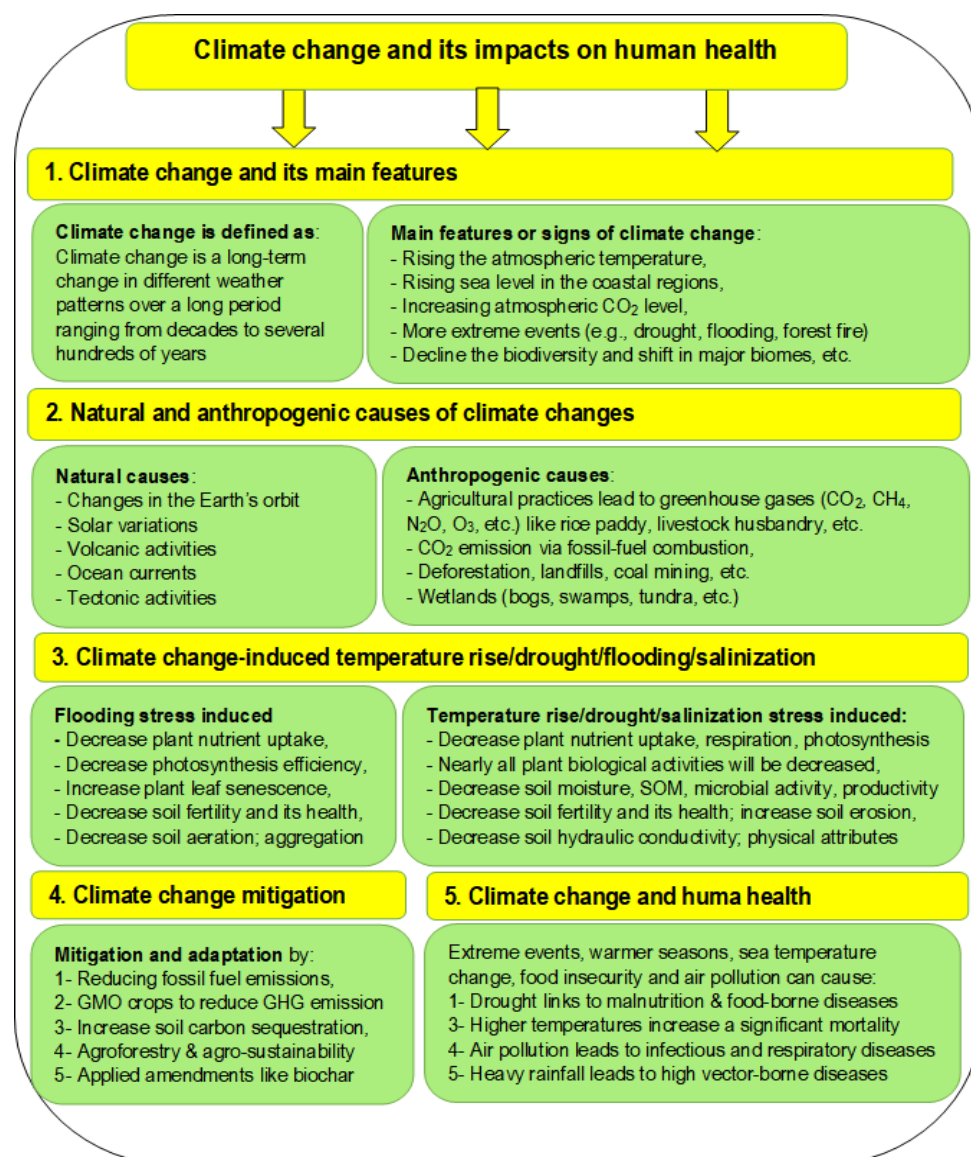 Climate change and its impacts on human health
1. Climate change and its main features
Climate change is defined as:
Climate change is a long-term
change in different weather
patterns over a long period
ranging from decades to several
hundreds of years
Main features or signs of climate change:
- Rising the atmospheric temperature,
- Rising sea level in the coastal regions,
- Increasing atmospheric CO₂ level,
- More extreme events (e.g., drought, flooding, forest fire)
- Decline the biodiversity and shift in major biomes, etc.
2. Natural and anthropogenic causes of climate changes
Natural causes:
- Changes in the Earth’s orbit
- Solar variations
- Volcanic activities
- Ocean currents
- Tectonic activities
Anthropogenic causes:
- Agricultural practices lead to greenhouse gases (CO₂, CH₄,
N₂O, O₃, etc.) like rice paddy, livestock husbandry, etc.
- CO₂ emission via fossil-fuel combustion,
- Deforestation, landfills, coal mining, etc.
- Wetlands (bogs, swamps, tundra, etc.)
3. Climate change-induced temperature rise/drought/flooding/salinization
Flooding stress induced
- Decrease plant nutrient uptake,
- Decrease photosynthesis efficiency,
- Increase plant leaf senescence,
- Decrease soil fertility and its health,
- Decrease soil aeration; aggregation
Temperature rise/drought/salinization stress induced:
- Decrease plant nutrient uptake, respiration, photosynthesis
- Nearly all plant biological activities will be decreased,
- Decrease soil moisture, SOM, microbial activity, productivity
- Decrease soil fertility and its health; increase soil erosion,
- Decrease soil hydraulic conductivity; physical attributes
4. Climate change mitigation
Mitigation and adaptation by:
1- Reducing fossil fuel emissions,
2- GMO crops to reduce GHG emission
3- Increase soil carbon sequestration,
4- Agroforestry & agro-sustainability
5- Applied amendments like biochar
5. Climate change and huma health
Extreme events, warmer seasons, sea temperature
change, food insecurity and air pollution can cause:
1- Drought links to malnutrition & food-borne diseases
3- Higher temperatures increase a significant mortality
4- Air pollution leads to infectious and respiratory diseases
5- Heavy rainfall leads to high vector-borne diseases